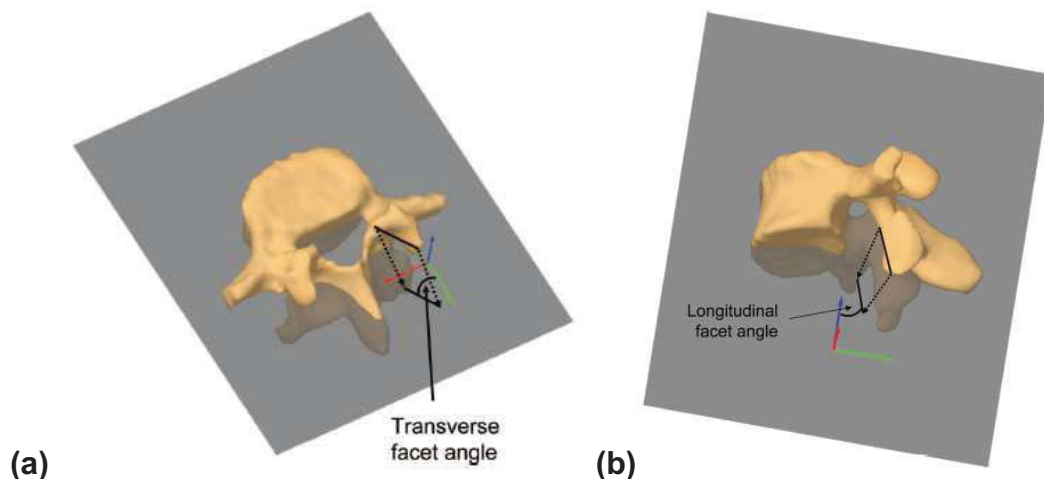 Longitudinal
facet angle
Transverse
facet angle
(a)
(b)